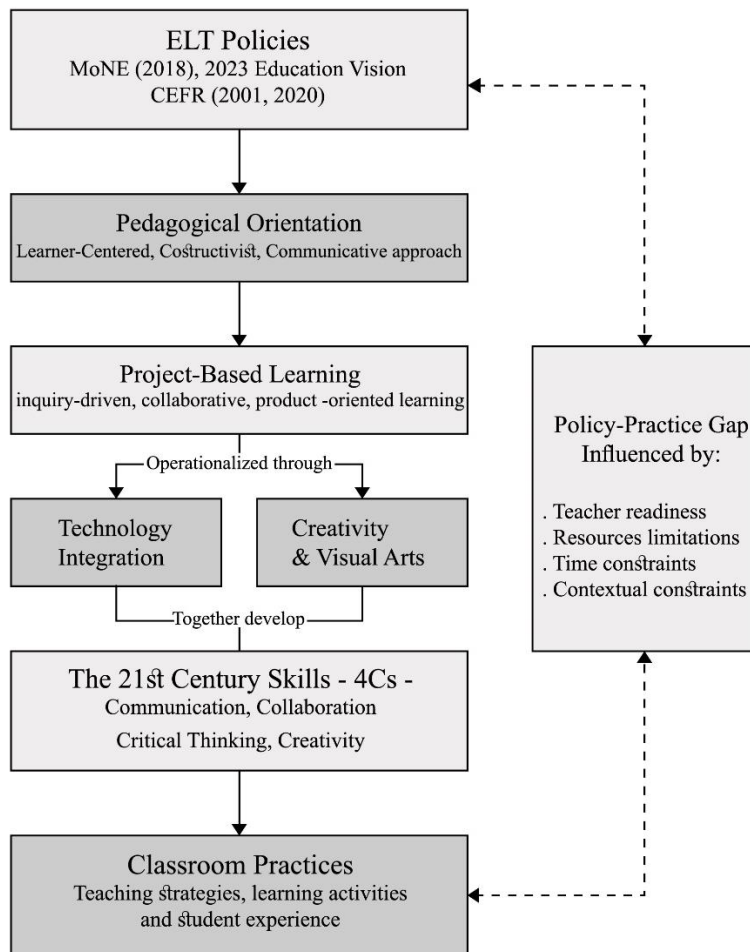 ELT Policies
MoNE (2018), 2023 Education Vision
CEFR (2001, 2020)
Pedagogical Orientation
Learner-Centered, Costructivist, Communicative approach
Project-Based Learning
inquiry-driven, collaborative, product -oriented learning
Operationalized through
Technology
Integration
Creativity
& Visual Arts
Together develop
The 21st Century Skills - 4Cs -
Communication, Collaboration
Critical Thinking, Creativity
Classroom Practices
Teaching strategies, learning activities
and student experience
Policy-Practice Gap
Influenced by:
. Teacher readiness
. Resources limitations
. Time constraints
. Contextual constraints